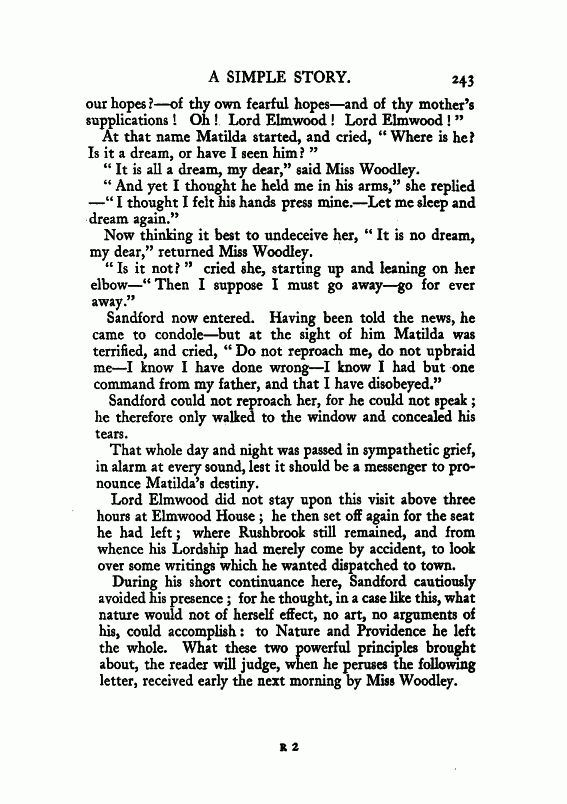 A SIMPLE STORY. 243
our hopes?—of thy own fearful hopes—and of thy mother's
supplications! Oh! Lord Elmwood! Lord Elmwood!"
At that name Matilda started, and cried, "Where is he?
Is it a dream, or have I seen him?"
"It is all a dream, my dear," said Miss Woodley.
"And yet I thought he held me in his arms," she replied
—"I thought I felt his hands press mine.—Let me sleep and
dream again."
Now thinking it best to undeceive her, "It is no dream,
my dear," returned Miss Woodley.
"Is it not?" cried she, starting up and leaning on her
elbow—"Then I suppose I must go away—go for ever
away."
Sandford now entered. Having been told the news, he
came to condole—but at the sight of him Matilda was
terrified, and cried, "Do not reproach me, do not upbraid
me—I know I have done wrong—I know I had but one
command from my father, and that I have disobeyed."
Sandford could not reproach her, for he could not speak;
he therefore only walked to the window and concealed his
tears.
That whole day and night was passed in sympathetic grief,
in alarm at every sound, lest it should be a messenger to pro-
nounce Matilda's destiny.
Lord Elmwood did not stay upon this visit above three
hours at Elmwood House; he then set off again for the seat
he had left; where Rushbrook still remained, and from
whence his Lordship had merely come by accident, to look
over some writings which he wanted dispatched to town.
During his short continuance here, Sandford cautiously
avoided his presence; for he thought, in a case like this, what
nature would not of herself effect, no art, no arguments of
his, could accomplish: to Nature and Providence he left
the whole. What these two powerful principles brought
about, the reader will judge, when he peruses the following
letter, received early the next morning by Miss Woodley.
R 2